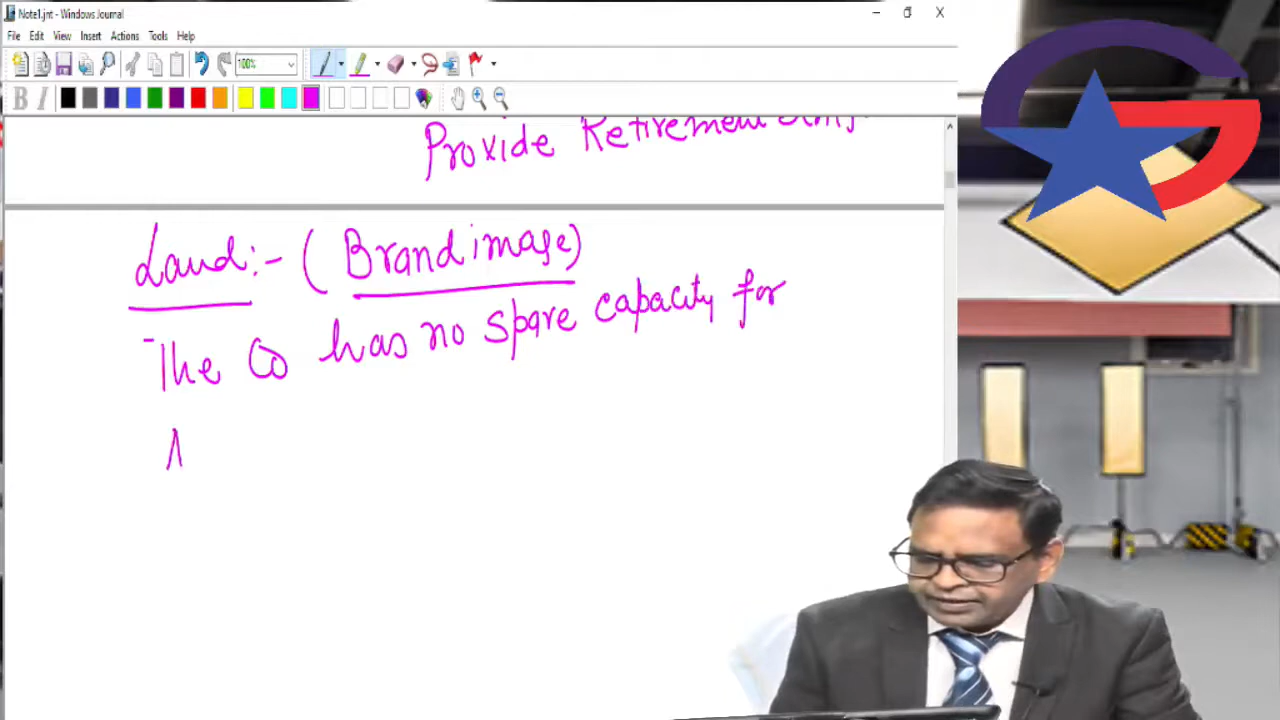 Note1.jnt - Windows Journal
File Edit View Insert Actions Tools Help
100%
B I
Provide Retirement
Land:- (Brand image)
The Co has no spare capacity for